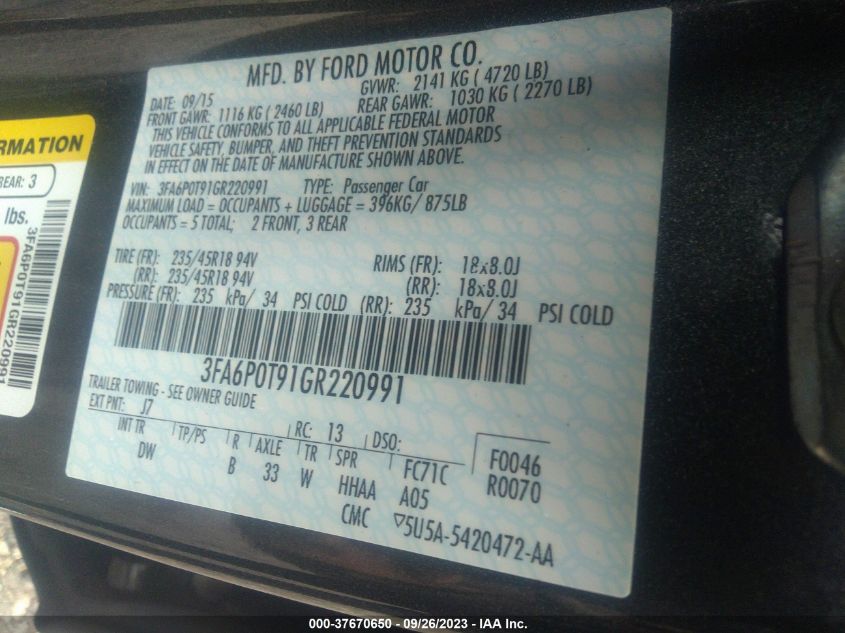 MFD. BY FORD MOTOR CO.
DATE: 09/15 GVWR: 2141 KG ( 4720 LB)
FRONT GAWR: 1116 KG ( 2460 LB) REAR GAWR: 1030 KG ( 2270 LB)
THIS VEHICLE CONFORMS TO ALL APPLICABLE FEDERAL MOTOR
VEHICLE SAFETY, BUMPER, AND THEFT PREVENTION STANDARDS
IN EFFECT ON THE DATE OF MANUFACTURE SHOWN ABOVE.
VIN: 3FA6P0T91GR220991 TYPE: Passenger Car
MAXIMUM LOAD = OCCUPANTS + LUGGAGE = 396KG/ 875LB
OCCUPANTS = 5 TOTAL; 2 FRONT, 3 REAR
TIRE (FR): 235/45R18 94V RIMS (FR): 18x8.0J
(RR): 235/45R18 94V (RR): 18x8.0J
PRESSURE (FR): 235 kPa/ 34 PSI COLD (RR): 235 kPa/ 34 PSI COLD
3FA6P0T91GR220991
TRAILER TOWING - SEE OWNER GUIDE
EXT PNT: J7 RC: 13 DSO: F0046
INT TR TP/PS R AXLE TR SPR FC71C R0070
DW B 33 W HHAA A05
CMC ▽5U5A-5420472-AA
RMATION
REAR: 3
lbs.
3FA6P0T91GR220991
000-37670650 / 09/26/2023 / IAA Inc.